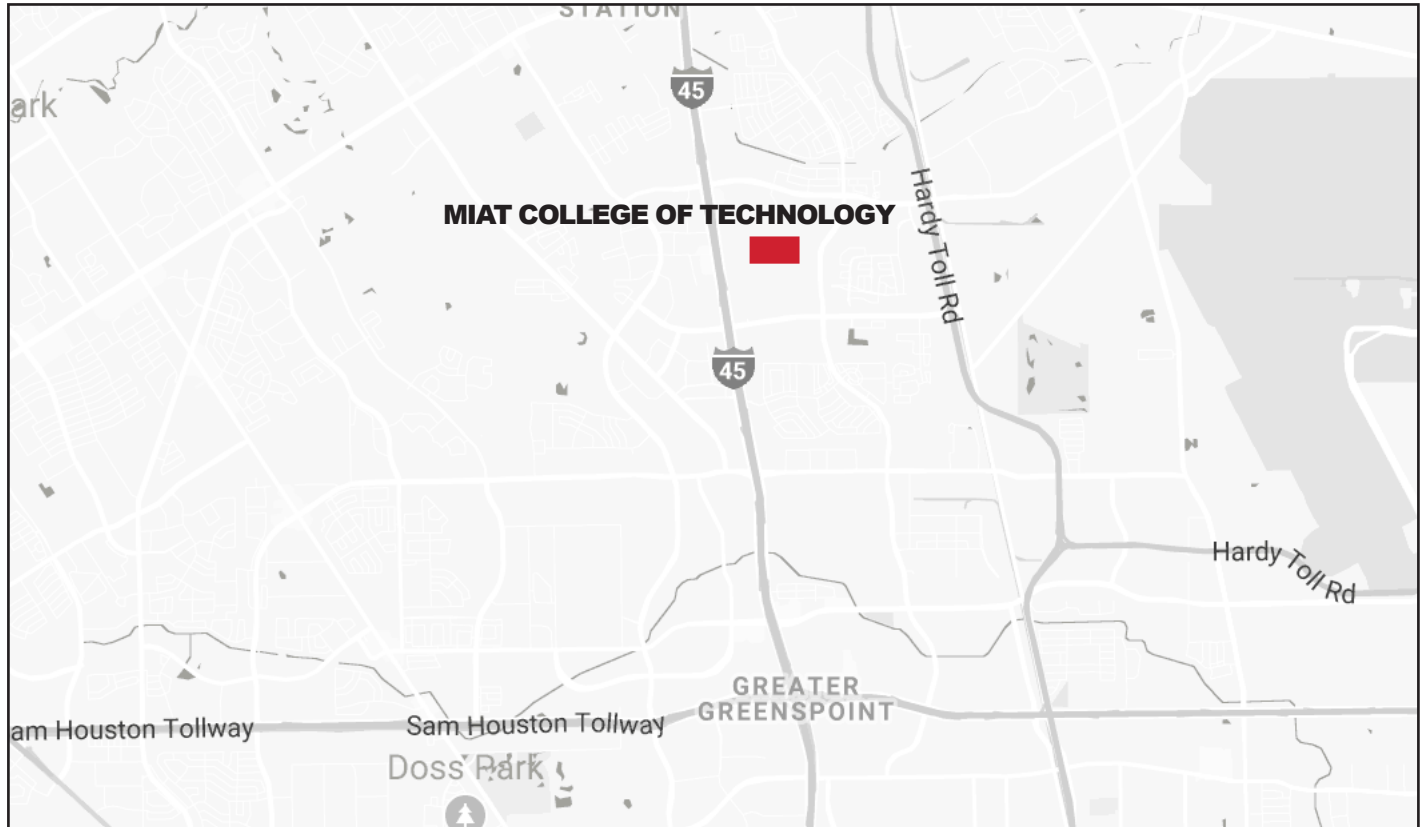 STATION
45
ark
MIAT COLLEGE OF TECHNOLOGY
Hardy Toll Rd
45
Hardy Toll Rd
GREATER
GREENSPOINT
am Houston Tollway
Sam Houston Tollway
Doss Park